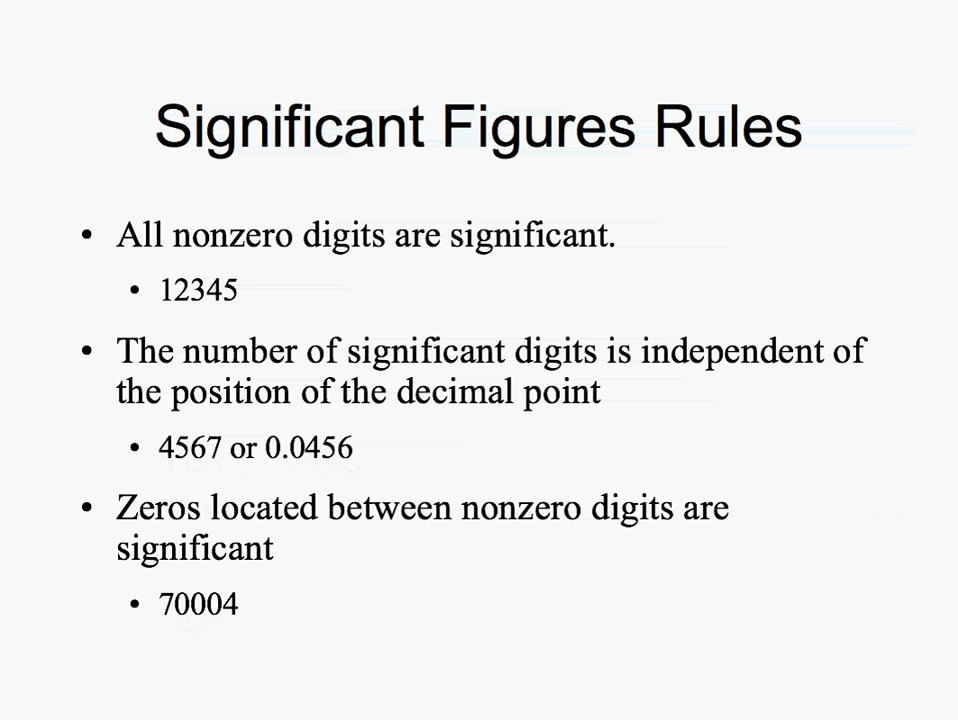 Significant Figures Rules
• All nonzero digits are significant.
• 12345
• The number of significant digits is independent of
the position of the decimal point
• 4567 or 0.0456
• Zeros located between nonzero digits are
significant
• 70004